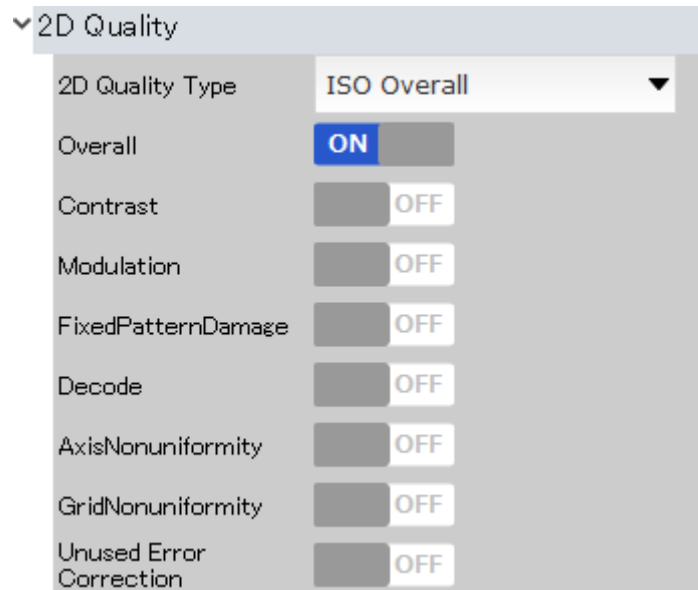 2D Quality
2D Quality Type ISO Overall
Overall ON
Contrast OFF
Modulation OFF
FixedPatternDamage OFF
Decode OFF
AxisNonuniformity OFF
GridNonuniformity OFF
Unused Error
Correction OFF